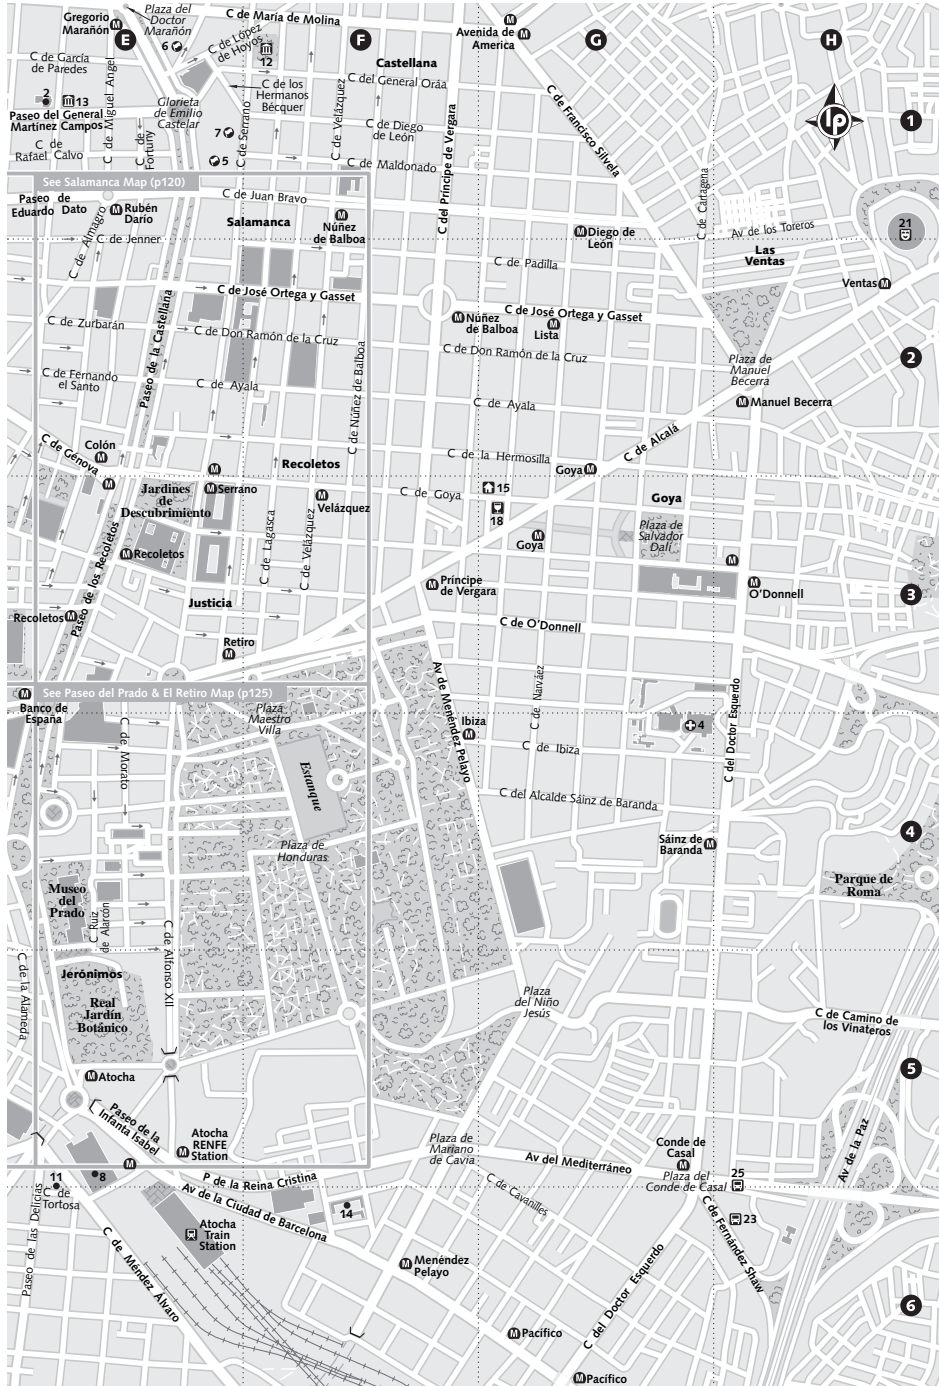 Plaza del
Doctor
Marañón
C de María de Molina
Gregorio
Marañón
M
E
6
C de López
de Hoyos
12
F
Castellana
M
Avenida de
America
M
G
H
C de García
de Paredes
C de Miguel Angel
C de los
Hermanos
Bécquer
C del General Oráa
2
13
Paseo del General
Martínez Campos
Glorieta
de Emilio
Castelar
C de Serrano
C de Velázquez
C de Diego
de León
C del Príncipe de Vergara
C de Francisco Silvela
LP
1
C de
Rafael Calvo
C de
Fortuny
7
5
C de Maldonado
See Salamanca Map (p120)
Paseo de
Eduardo Dato
M
Rubén
Darío
C de Juan Bravo
Salamanca
M
Núñez
de Balboa
C de Cartagena
Av de los Toreros
21
C de Almagro
C de Jenner
M
Diego de
León
Las
Ventas
C de Padilla
Ventas
M
C de José Ortega y Gasset
C de José Ortega y Gasset
C de Zurbarán
Paseo de la Castellana
C de Don Ramón de la Cruz
M
Núñez
de Balboa
M
Lista
C de Don Ramón de la Cruz
Plaza de
Manuel
Becerra
2
C de Fernando
el Santo
C de Ayala
C de Núñez de Balboa
C de Ayala
M
Manuel Becerra
C de Génova
Colón
M
M
M
Recoletos
C de la Hermosilla
C de Alcalá
Goya
M
Jardines
de
Descubrimiento
M
Serrano
M
Velázquez
C de Goya
15
18
Goya
Plaza de
Salvador
Dalí
C de Lagasca
C de Velázquez
M
Recoletos
M
Goya
M
Paseo de los Recoletos
Justicia
M
Príncipe
de Vergara
M
O'Donnell
3
Recoletos
M
Retiro
M
C de O'Donnell
See Paseo del Prado & El Retiro Map (p125)
M
Banco de
España
Plaza
Maestro
Villa
Av de Menéndez Pelayo
C de Narváez
C del Doctor Esquerdo
C de Morato
Ibiza
M
4
C de Ibiza
Estanque
C del Alcalde Sáinz de Baranda
Plaza de
Honduras
Sáinz de
Baranda
M
4
Museo
del
Prado
C Ruiz
de Alarcón
C de Alfonso XII
Parque de
Roma
C de la Alameda
Jerónimos
Real
Jardín
Botánico
Plaza
del Niño
Jesús
C de Camino de
los Vinateros
M
Atocha
5
Paseo de la
Infanta Isabel
M
Atocha
RENFE
Station
Plaza de
Mariano
de Cavia
Av del Mediterráneo
Conde de
Casal
M
Plaza del
Conde de Casal
25
Av de la Paz
M
11
8
P de la Reina Cristina
C de
Tortosa
Av de la Ciudad de Barcelona
14
C de Cavanilles
C de Fernández Shaw
23
Paseo de las Delicias
Atocha
Train
Station
C de Méndez Álvaro
M
Menéndez
Pelayo
C del Doctor Esquerdo
6
M
Pacífico
M
Pacífico